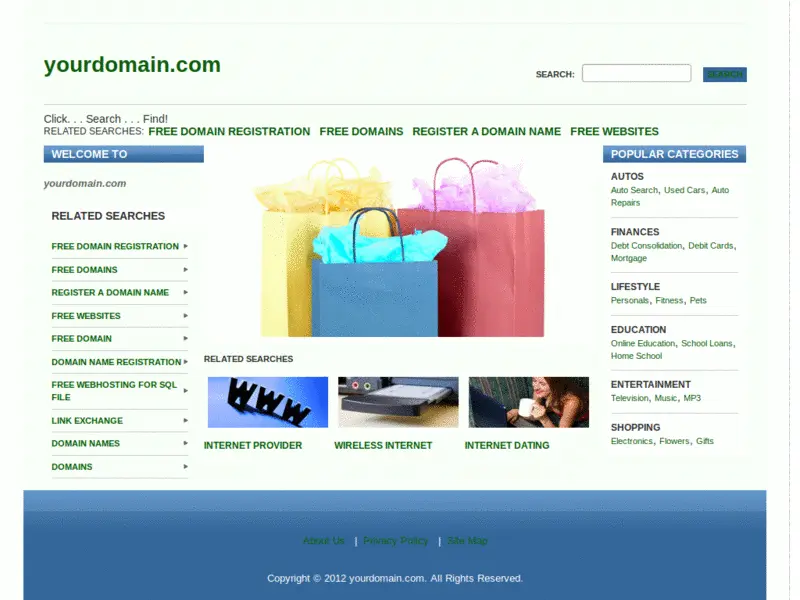 yourdomain.com
SEARCH:
SEARCH
Click. . . Search . . . Find!
RELATED SEARCHES: FREE DOMAIN REGISTRATION FREE DOMAINS REGISTER A DOMAIN NAME FREE WEBSITES
WELCOME TO
yourdomain.com
RELATED SEARCHES
FREE DOMAIN REGISTRATION
FREE DOMAINS
REGISTER A DOMAIN NAME
FREE WEBSITES
FREE DOMAIN
DOMAIN NAME REGISTRATION
FREE WEBHOSTING FOR SQL
FILE
LINK EXCHANGE
DOMAIN NAMES
DOMAINS
RELATED SEARCHES
WWW
INTERNET PROVIDER
WIRELESS INTERNET
INTERNET DATING
POPULAR CATEGORIES
AUTOS
Auto Search, Used Cars, Auto
Repairs
FINANCES
Debt Consolidation, Debit Cards,
Mortgage
LIFESTYLE
Personals, Fitness, Pets
EDUCATION
Online Education, School Loans,
Home School
ENTERTAINMENT
Television, Music, MP3
SHOPPING
Electronics, Flowers, Gifts
About Us | Privacy Policy | Site Map
Copyright © 2012 yourdomain.com. All Rights Reserved.